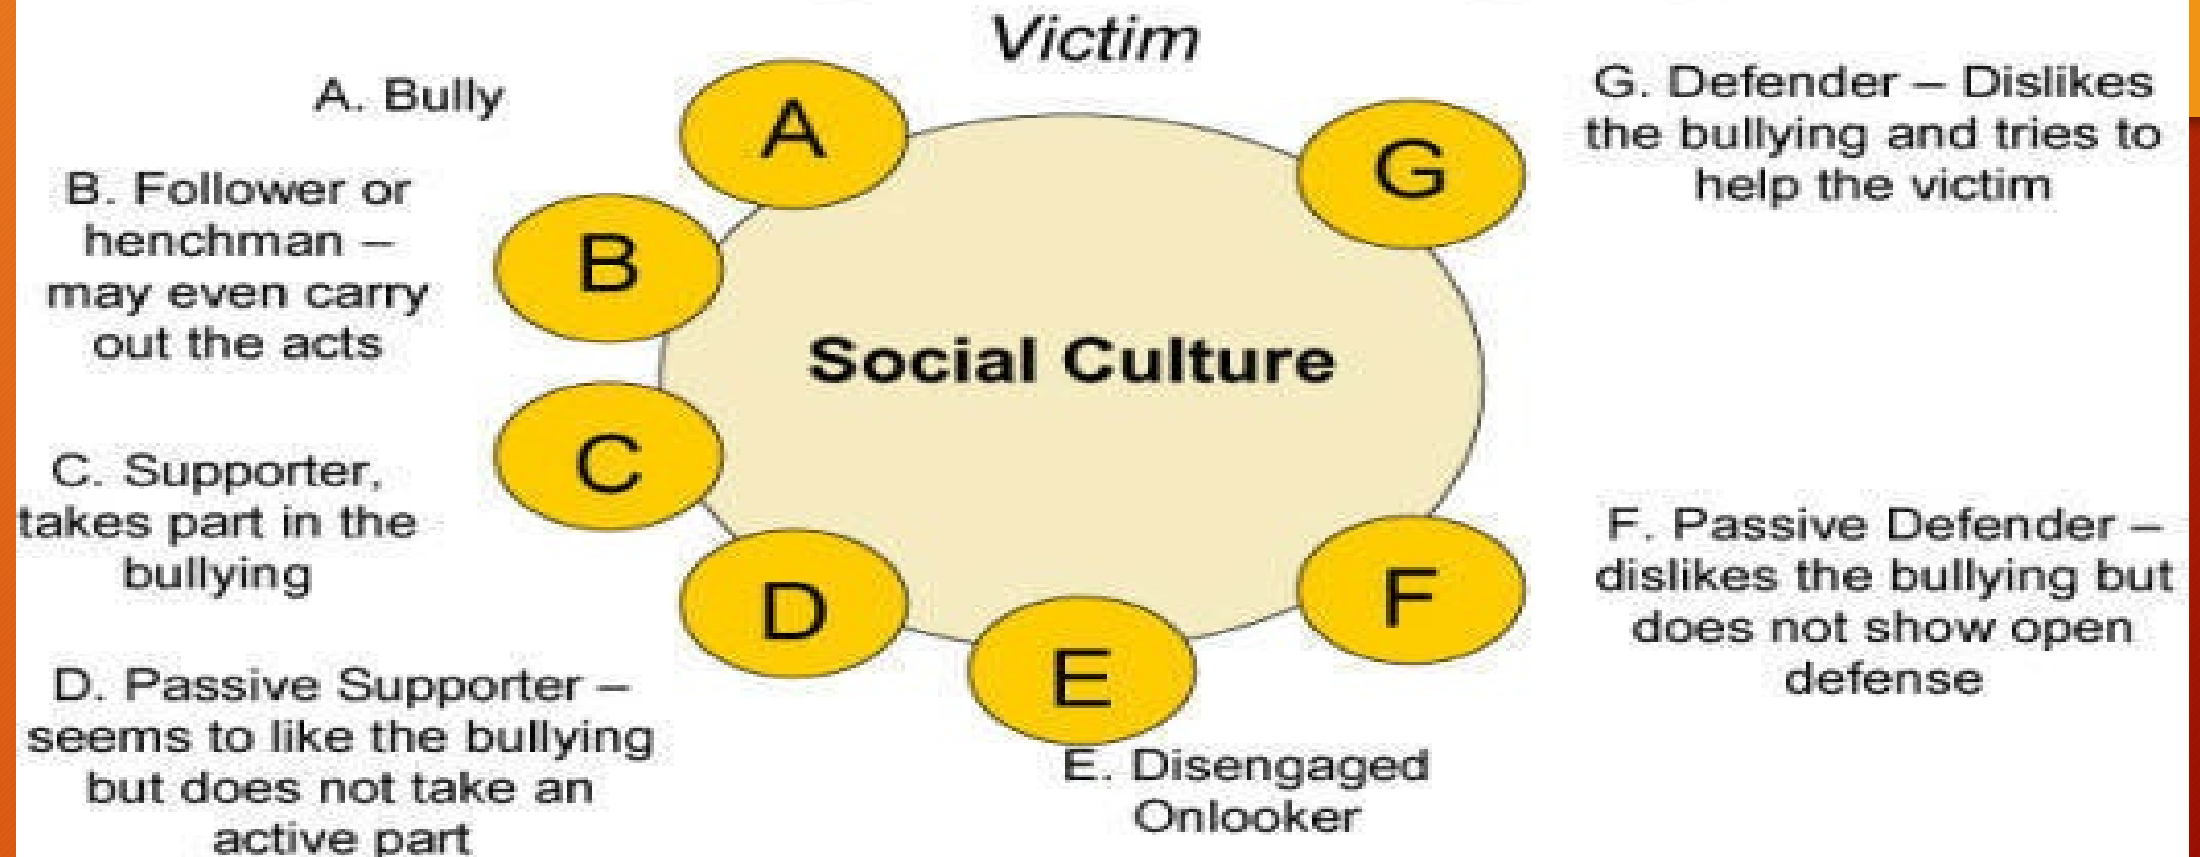 Victim
A. Bully
B. Follower or
henchman –
may even carry
out the acts
C. Supporter,
takes part in the
bullying
D. Passive Supporter –
seems to like the bullying
but does not take an
active part
A
B
C
D
E
F
G
Social Culture
E. Disengaged
Onlooker
G. Defender – Dislikes
the bullying and tries to
help the victim
F. Passive Defender –
dislikes the bullying but
does not show open
defense